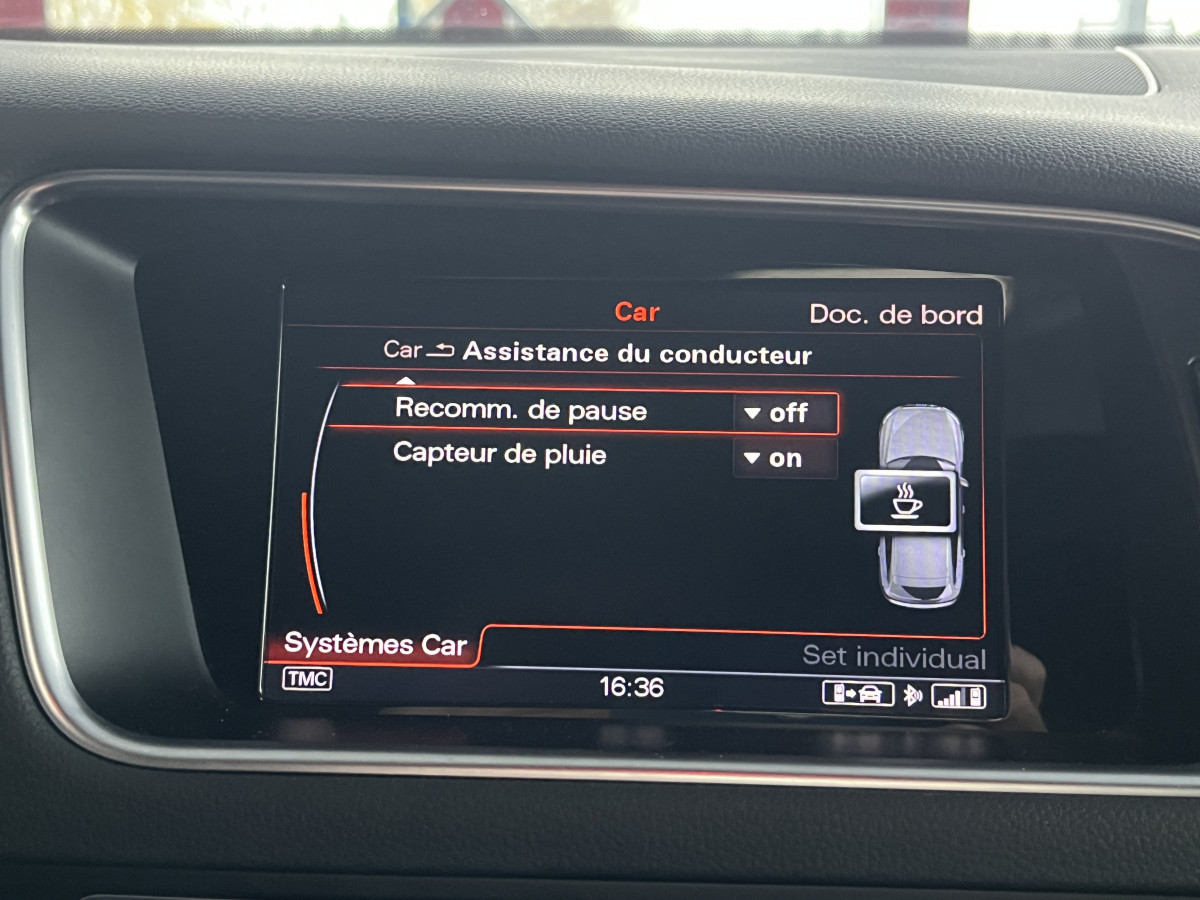 Car Doc. de bord
Car Assistance du conducteur
Recomm. de pause off
Capteur de pluie on
Systèmes Car Set individual
TMC 16:36